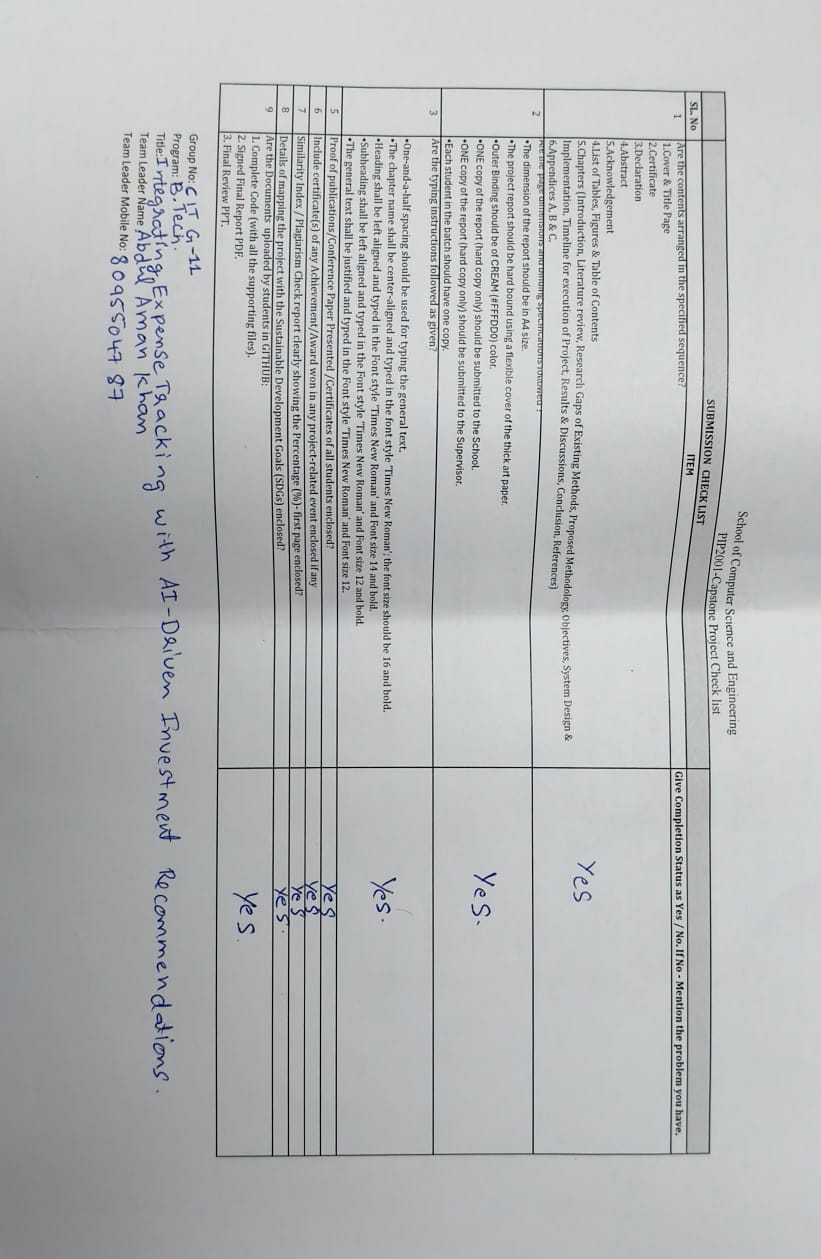 School of Computer Science and Engineering
PIP2001-Capstone Project Check list
SUBMISSION CHECK LIST
SL. No ITEM Give Completion Status as Yes / No. If No - Mention the problem you have.
1 Are the contents arranged in the specified sequence?
1.Cover & Title Page
2.Certificate
3.Declaration
4.Abstract
5.Acknowledgement
4.List of Tables, Figures & Table of Contents
5.Chapters (Introduction, Literature review, Research Gaps of Existing Methods, Proposed Methodology, Objectives, System Design &
Implementation, Timeline for execution of Project, Results & Discussions, Conclusion, References)
6.Appendices A, B & C.
Yes
2 Are the page dimensions and binding specifications followed ?
•The dimension of the report should be in A4 size.
•The project report should be hard bound using a flexible cover of the thick art paper.
•Outer Binding should be of CREAM (#FFFDD0) color.
•ONE copy of the report (hard copy only) should be submitted to the School.
•ONE copy of the report (hard copy only) should be submitted to the Supervisor.
•Each student in the batch should have one copy.
Yes.
3 Are the typing instructions followed as given?
•One-and-a-half spacing should be used for typing the general text.
•The chapter name shall be center-aligned and typed in the font style 'Times New Roman'; the font size should be 16 and bold.
•Heading shall be left aligned and typed in the Font style 'Times New Roman' and Font size 14 and bold.
•Subheading shall be left aligned and typed in the Font style 'Times New Roman' and Font size 12 and bold.
•The general text shall be justified and typed in the Font style 'Times New Roman' and Font size 12.
Yes.
5 Proof of publications/Conference Paper Presented /Certificates of all students enclosed? Yes
6 Include certificate(s) of any Achievement/Award won in any project-related event enclosed if any Yes
7 Similarity Index / Plagiarism Check report clearly showing the Percentage (%)- first page enclosed? Yes
8 Details of mapping the project with the Sustainable Development Goals (SDGs) enclosed? Yes.
9 Are the Documents uploaded by students in GITHUB:
1. Complete Code (with all the supporting files).
2. Signed Final Report PDF.
3. Final Review PPT.
Yes.
Group No: CIT G-11
Program: B.Tech.
Title: Integrating Expense Tracking with AI-Driven Investment Recommendations.
Team Leader Name: Abdul Aman Khan
Team Leader Mobile No: 8095504787